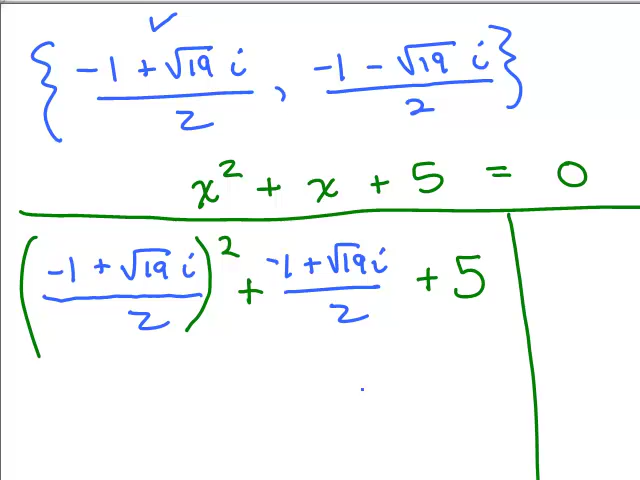 ✓
{ (-1 + √19 i)/2 , (-1 - √19 i)/2 }
x² + x + 5 = 0
( (-1 + √19 i)/2 )² + (-1 + √19 i)/2 + 5